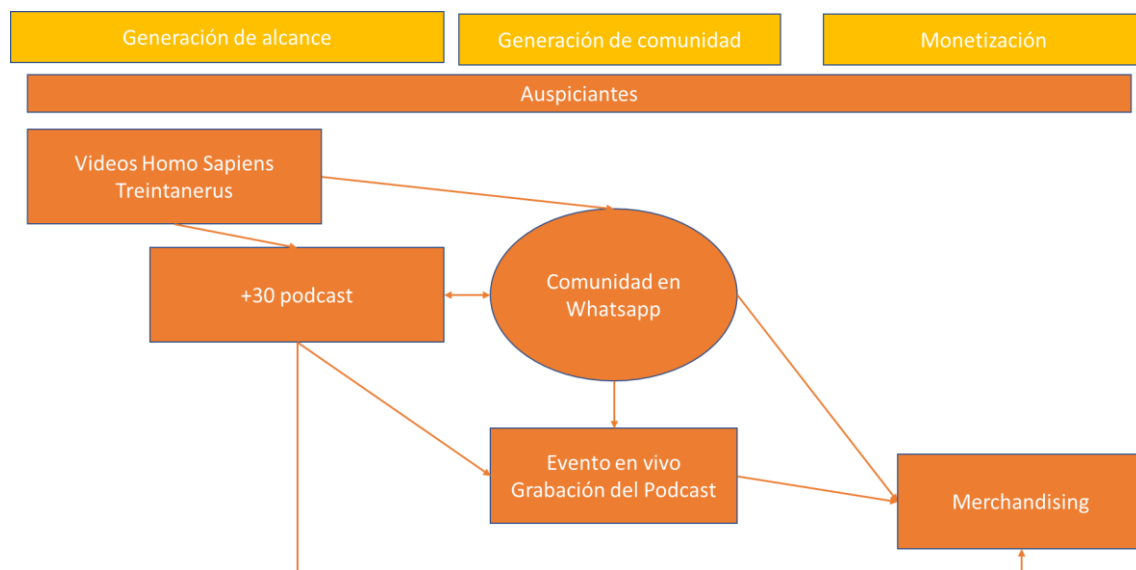 Generación de alcance
Generación de comunidad
Monetización
Auspiciantes
Videos Homo Sapiens
Treintanerus
+30 podcast
Comunidad en
Whatsapp
Evento en vivo
Grabación del Podcast
Merchandising